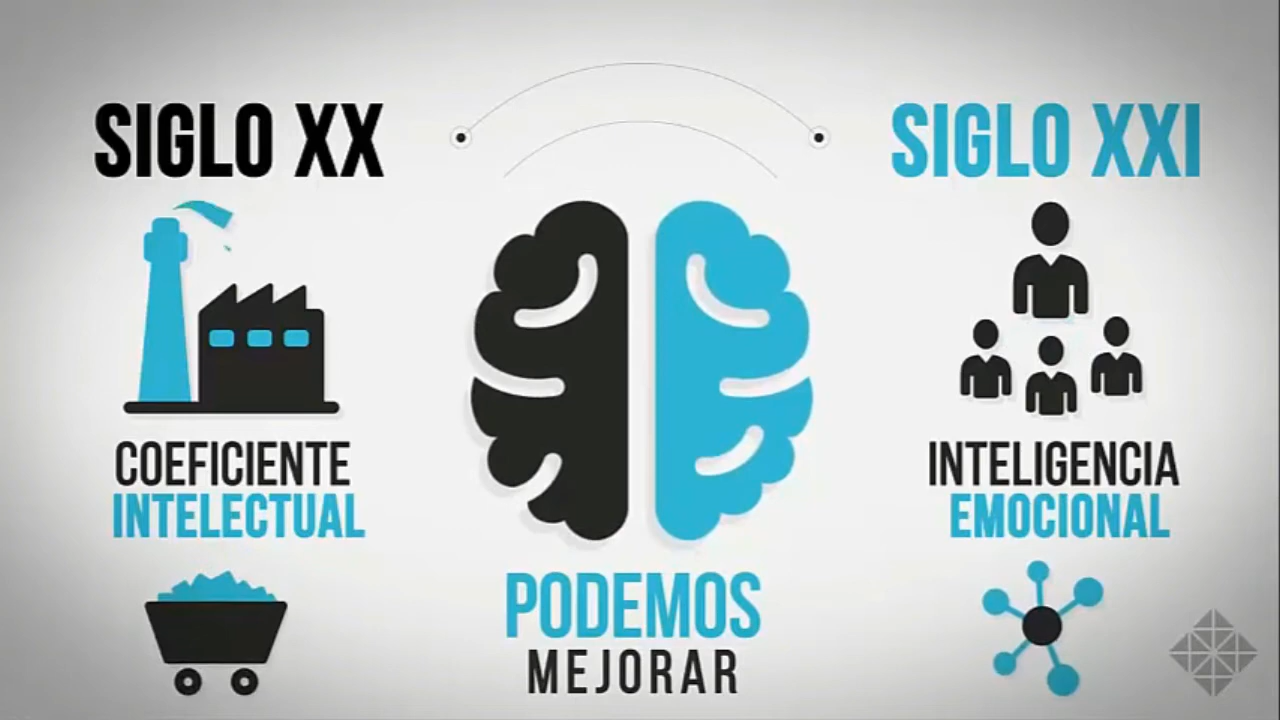 SIGLO XX
COEFICIENTE
INTELECTUAL
PODEMOS
MEJORAR
SIGLO XXI
INTELIGENCIA
EMOCIONAL